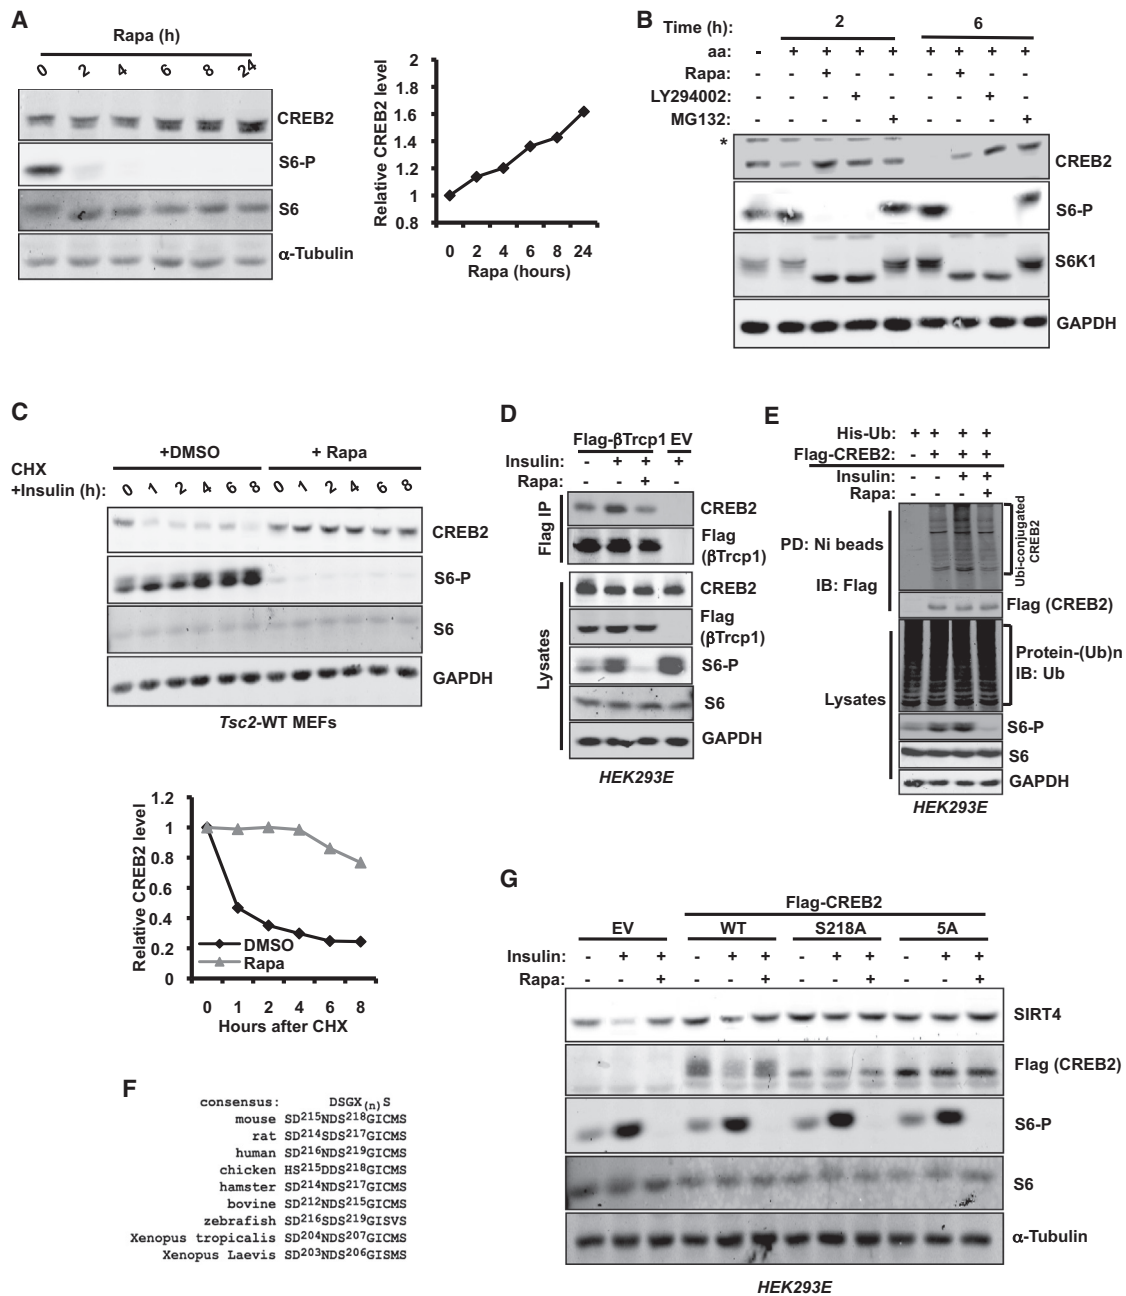 A
Rapa (h)
0 2 4 6 8 24
CREB2
S6-P
S6
α-Tubulin
Relative CREB2 level
2
1.8
1.6
1.4
1.2
1
0.8
0 2 4 6 8 24
Rapa (hours)
B
Time (h): 2 6
aa: - + + + + + + + +
Rapa: - - + - - - + - -
LY294002: - - - + - - - + -
MG132: - - - - + - - - +
*
CREB2
S6-P
S6K1
GAPDH
C
+DMSO + Rapa
CHX
+Insulin (h): 0 1 2 4 6 8 0 1 2 4 6 8
CREB2
S6-P
S6
GAPDH
Tsc2-WT MEFs
Relative CREB2 level
1.2
1
0.8
0.6
0.4
0.2
0
DMSO
Rapa
0 1 2 4 6 8
Hours after CHX
D
Flag-βTrcp1 EV
Insulin: - + + +
Rapa: - - + -
Flag IP
CREB2
Flag
(βTrcp1)
Lysates
CREB2
Flag
(βTrcp1)
S6-P
S6
GAPDH
HEK293E
E
His-Ub: + + + +
Flag-CREB2: - + + +
Insulin: - - + +
Rapa: - - - +
PD: Ni beads
IB: Flag
Ubi-conjugated
CREB2
Flag (CREB2)
Lysates
Protein-(Ub)n
IB: Ub
S6-P
S6
GAPDH
HEK293E
F
consensus: DSGX(n)S
mouse SD215NDS218GICMS
rat SD214SDS217GICMS
human SD216NDS219GICMS
chicken HS215DDS218GICMS
hamster SD214NDS217GICMS
bovine SD212NDS215GICMS
zebrafish SD216SDS219GISVS
Xenopus tropicalis SD204NDS207GICMS
Xenopus Laevis SD203NDS206GISMS
G
Flag-CREB2
EV WT S218A 5A
Insulin: - + + - + + - + + - + +
Rapa: - - + - - + - - + - - +
SIRT4
Flag (CREB2)
S6-P
S6
α-Tubulin
HEK293E